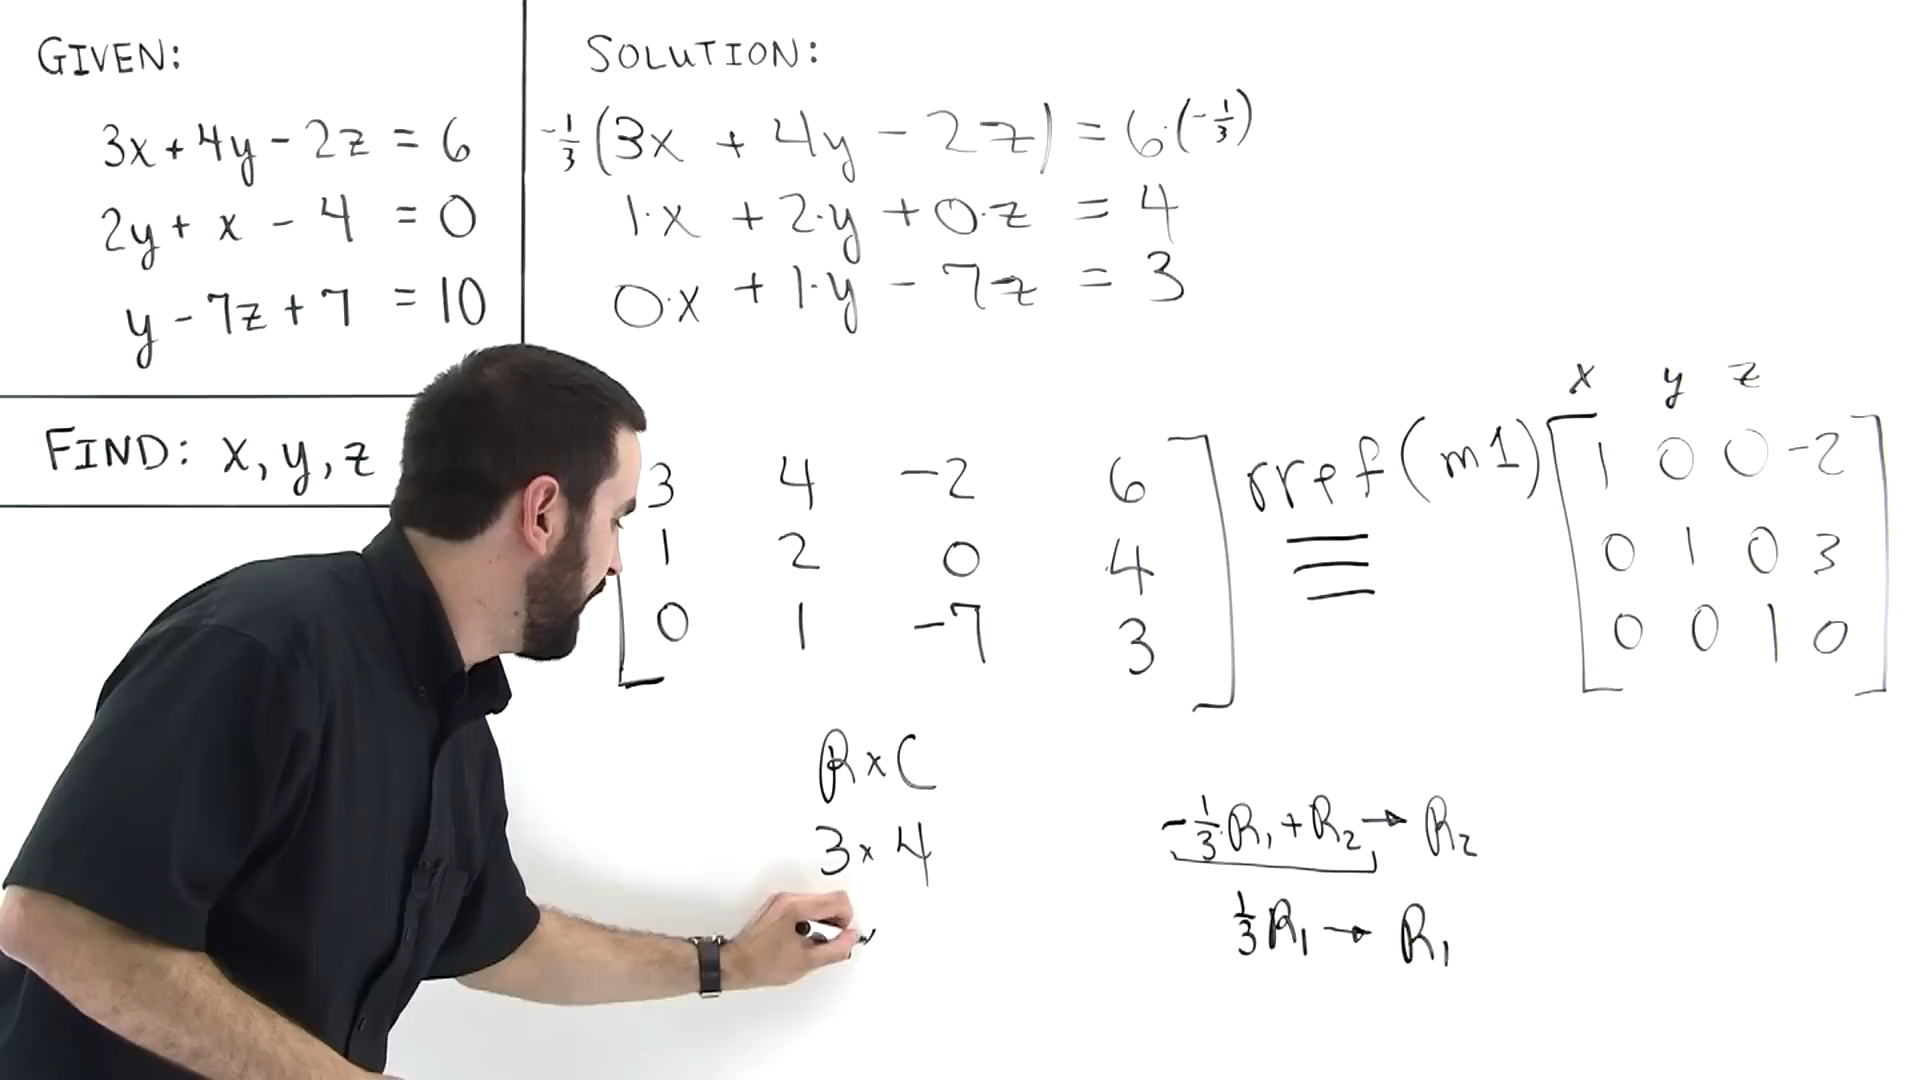 GIVEN:
3x + 4y - 2z = 6
2y + x - 4 = 0
y - 7z + 7 = 10
FIND: x, y, z
SOLUTION:
-1/3 (3x + 4y - 2z) = 6·(-1/3)
1·x + 2·y + 0·z = 4
0·x + 1·y - 7z = 3
3 4 -2 6
1 2 0 4
0 1 -7 3
rref(m1)
≡
x y z
1 0 0 -2
0 1 0 3
0 0 1 0
R x C
3 x 4
-1/3·R₁ + R₂ → R₂
1/3 R₁ → R₁